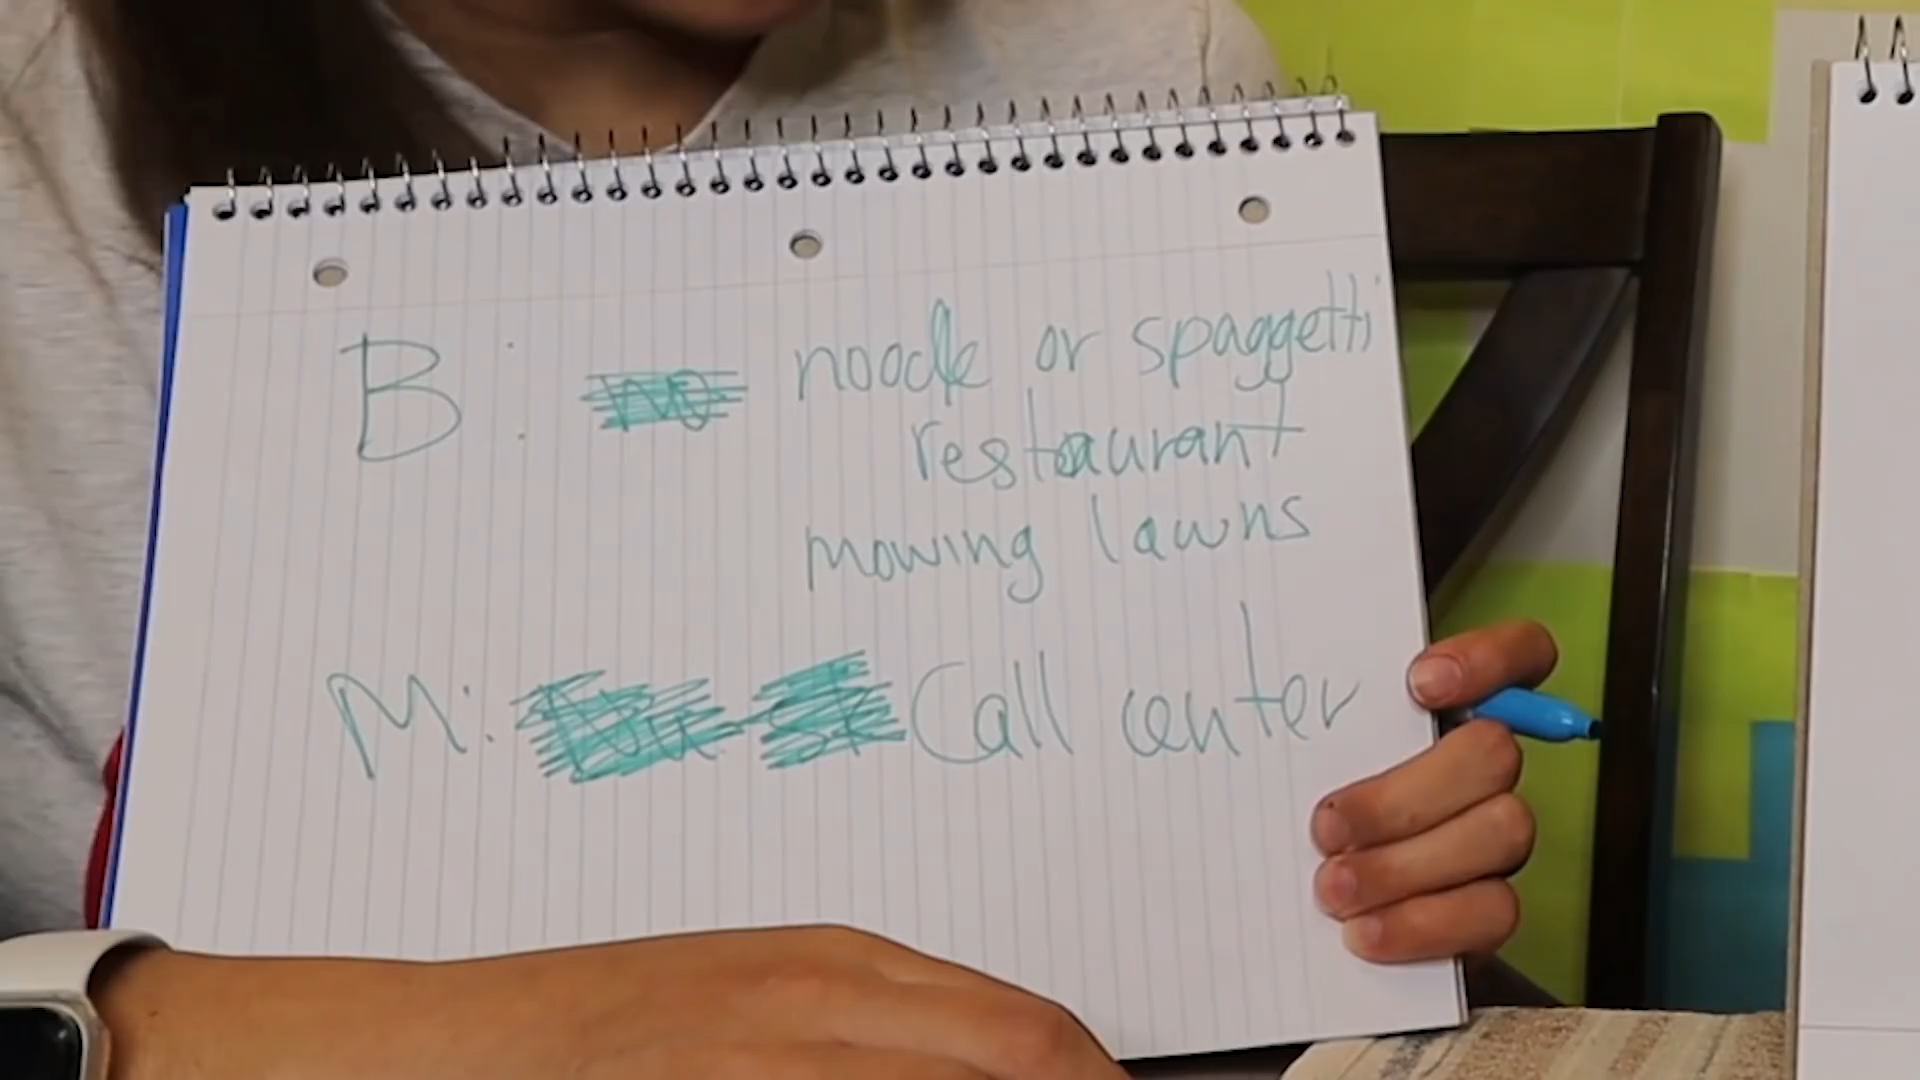 B: noodle or spaggetti
restaurant
mowing lawns
M: Call center